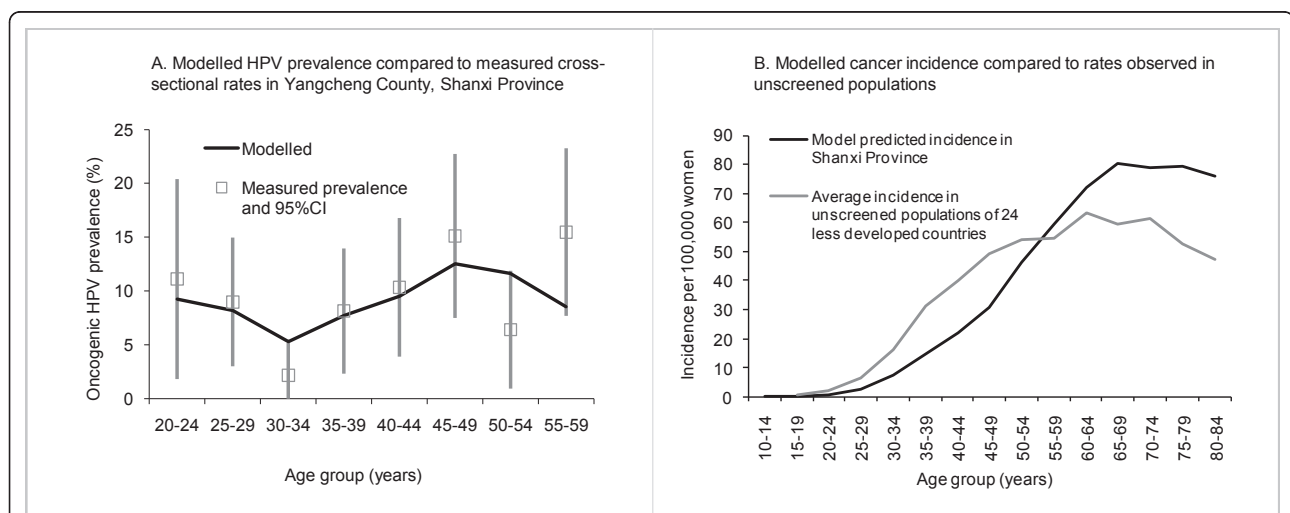 A. Modelled HPV prevalence compared to measured cross-
sectional rates in Yangcheng County, Shanxi Province
25
20
15
10
5
0
Oncogenic HPV prevalence (%)
Modelled
Measured prevalence
and 95%CI
20-24 25-29 30-34 35-39 40-44 45-49 50-54 55-59
Age group (years)
B. Modelled cancer incidence compared to rates observed in
unscreened populations
90
80
70
60
50
40
30
20
10
0
Incidence per 100,000 women
Model predicted incidence in
Shanxi Province
Average incidence in
unscreened populations of 24
less developed countries
10-14
15-19
20-24
25-29
30-34
35-39
40-44
45-49
50-54
55-59
60-64
65-69
70-74
75-79
80-84
Age group (years)